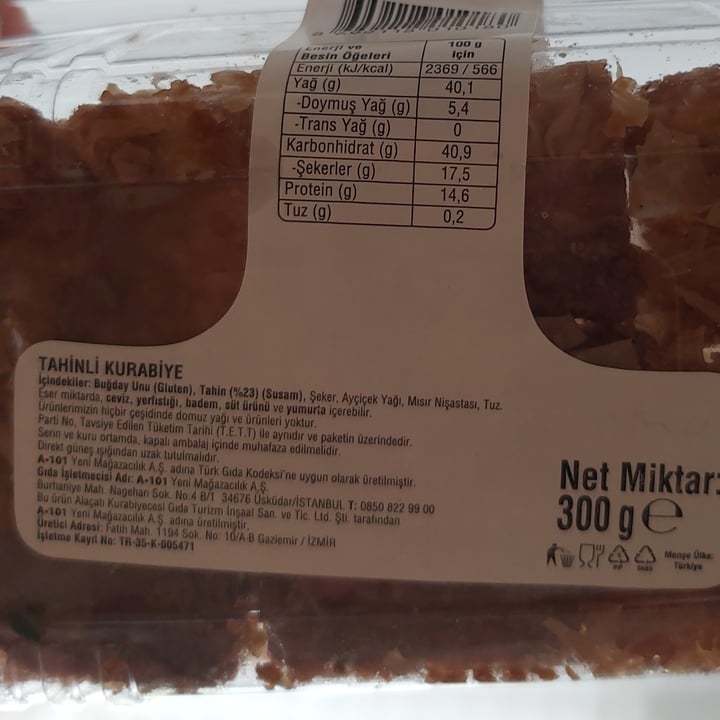 Enerji ve 100 g
Besin Öğeleri için
Enerji (kJ/kcal) 2369 / 566
Yağ (g) 40,1
-Doymuş Yağ (g) 5,4
-Trans Yağ (g) 0
Karbonhidrat (g) 40,9
-Şekerler (g) 17,5
Protein (g) 14,6
Tuz (g) 0,2
TAHİNLİ KURABİYE
İçindekiler: Buğday Unu (Gluten), Tahin (%23) (Susam), Şeker, Ayçiçek Yağı, Mısır Nişastası, Tuz.
Eser miktarda, ceviz, yerfıstığı, badem, süt ürünü ve yumurta içerebilir.
Ürünlerimizin hiçbir çeşidinde domuz yağı ve ürünleri yoktur.
Parti No, Tavsiye Edilen Tüketim Tarihi (T.E.T.T) ile aynıdır ve paketin üzerindedir.
Serin ve kuru ortamda, kapalı ambalaj içinde muhafaza edilmelidir.
Direkt güneş ışığından uzak tutulmalıdır.
A-101 Yeni Mağazacılık A.Ş. adına Türk Gıda Kodeksi'ne uygun olarak üretilmiştir.
Gıda İşletmecisi Adı: A-101 Yeni Mağazacılık A.Ş.
Burhaniye Mah. Nagehan Sok. No:4 B/1 34676 Üsküdar/İSTANBUL T: 0850 822 99 00
Bu ürün Alaçatı Kurabiyecesi Gıda Turizm İnşaat San. ve Tic. Ltd. Şti. tarafından
A-101 Yeni Mağazacılık A.Ş. adına üretilmiştir.
Üretici Adresi: Fatih Mah. 1194 Sok. No: 10/A-B Gaziemir / İZMİR
İşletme Kayıt No: TR-35-K-005471
Net Miktar:
300 g ℮
PP
Menşe Ülke:
Türkiye